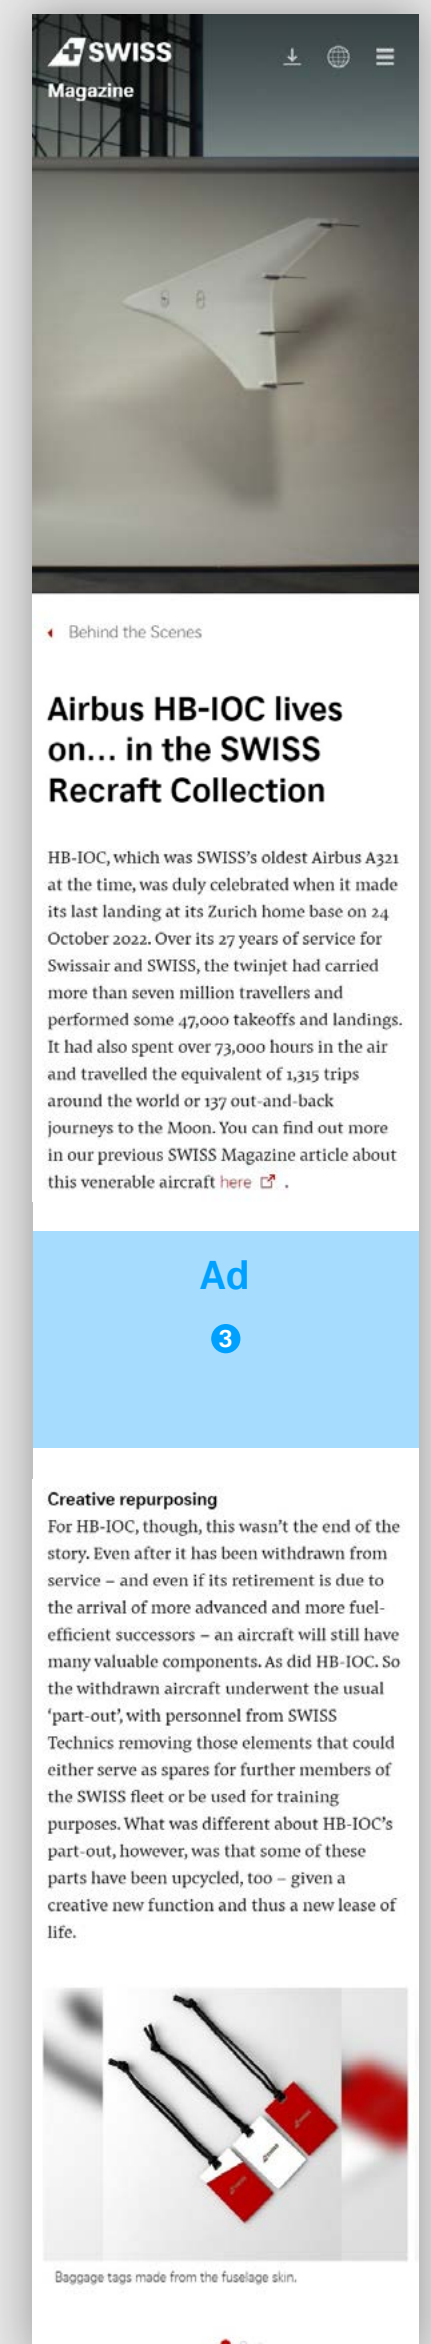 SWISS
Magazine
Behind the Scenes
Airbus HB-IOC lives
on... in the SWISS
Recraft Collection
HB-IOC, which was SWISS’s oldest Airbus A321
at the time, was duly celebrated when it made
its last landing at its Zurich home base on 24
October 2022. Over its 27 years of service for
Swissair and SWISS, the twinjet had carried
more than seven million travellers and
performed some 47,000 takeoffs and landings.
It had also spent over 73,000 hours in the air
and travelled the equivalent of 1,315 trips
around the world or 137 out-and-back
journeys to the Moon. You can find out more
in our previous SWISS Magazine article about
this venerable aircraft here .
Ad
3
Creative repurposing
For HB-IOC, though, this wasn’t the end of the
story. Even after it has been withdrawn from
service – and even if its retirement is due to
the arrival of more advanced and more fuel-
efficient successors – an aircraft will still have
many valuable components. As did HB-IOC. So
the withdrawn aircraft underwent the usual
‘part-out’, with personnel from SWISS
Technics removing those elements that could
either serve as spares for further members of
the SWISS fleet or be used for training
purposes. What was different about HB-IOC’s
part-out, however, was that some of these
parts have been upcycled, too – given a
creative new function and thus a new lease of
life.
Baggage tags made from the fuselage skin.